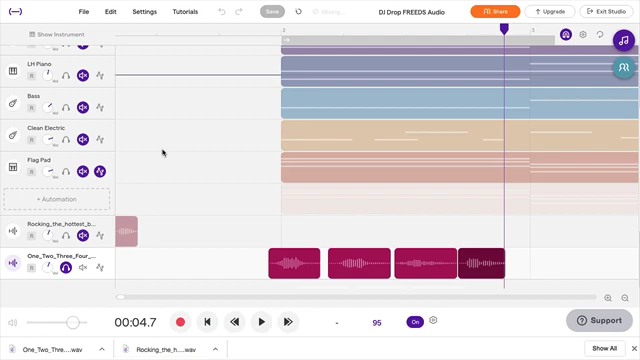 File Edit Settings Tutorials Save DJ Drop FREEDS Audio Share Upgrade Exit Studio
Show Instrument 2 3
LH Piano
R
Bass
R
Clean Electric
R
Flag Pad
R
+ Automation
Rocking_the_hottest_b...
R
One_Two_Three_Four_...
R
00:04.7 - 95 On Support
One_Two_Thre....wav Rocking_the_h....wav Show All